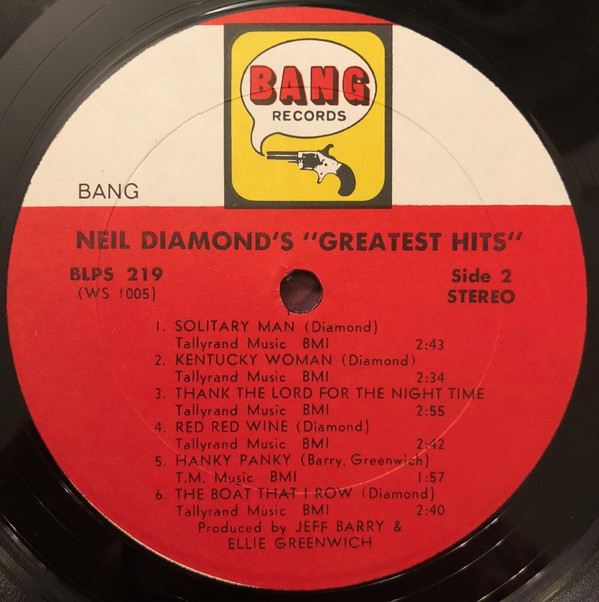 BANG
RECORDS
BANG
NEIL DIAMOND'S "GREATEST HITS"
BLPS 219
(WS 1005)
Side 2
STEREO
1. SOLITARY MAN (Diamond)
Tallyrand Music BMI 2:43
2. KENTUCKY WOMAN (Diamond)
Tallyrand Music BMI 2:34
3. THANK THE LORD FOR THE NIGHT TIME
Tallyrand Music BMI 2:55
4. RED RED WINE (Diamond)
Tallyrand Music BMI 2:42
5. HANKY PANKY (Barry, Greenwich)
T.M. Music BMI 1:57
6. THE BOAT THAT I ROW (Diamond)
Tallyrand Music BMI 2:40
Produced by JEFF BARRY &
ELLIE GREENWICH